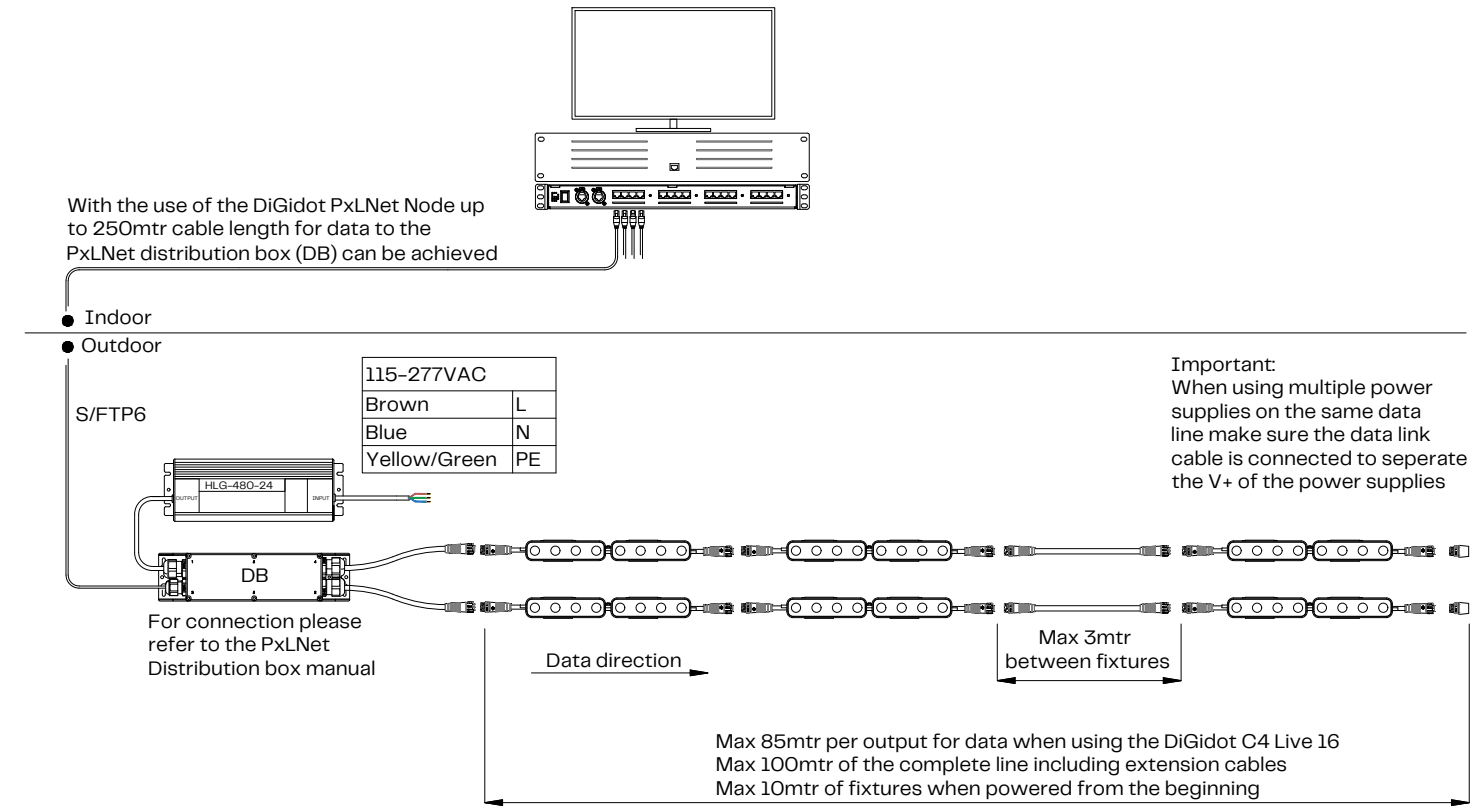 With the use of the DiGidot PxLNet Node up
to 250mtr cable length for data to the
PxLNet distribution box (DB) can be achieved
Indoor
Outdoor
S/FTP6
115-277VAC
Brown L
Blue N
Yellow/Green PE
Important:
When using multiple power
supplies on the same data
line make sure the data link
cable is connected to seperate
the V+ of the power supplies
HLG-480-24
OUTPUT
INPUT
DB
For connection please
refer to the PxLNet
Distribution box manual
Data direction
Max 3mtr
between fixtures
Max 85mtr per output for data when using the DiGidot C4 Live 16
Max 100mtr of the complete line including extension cables
Max 10mtr of fixtures when powered from the beginning